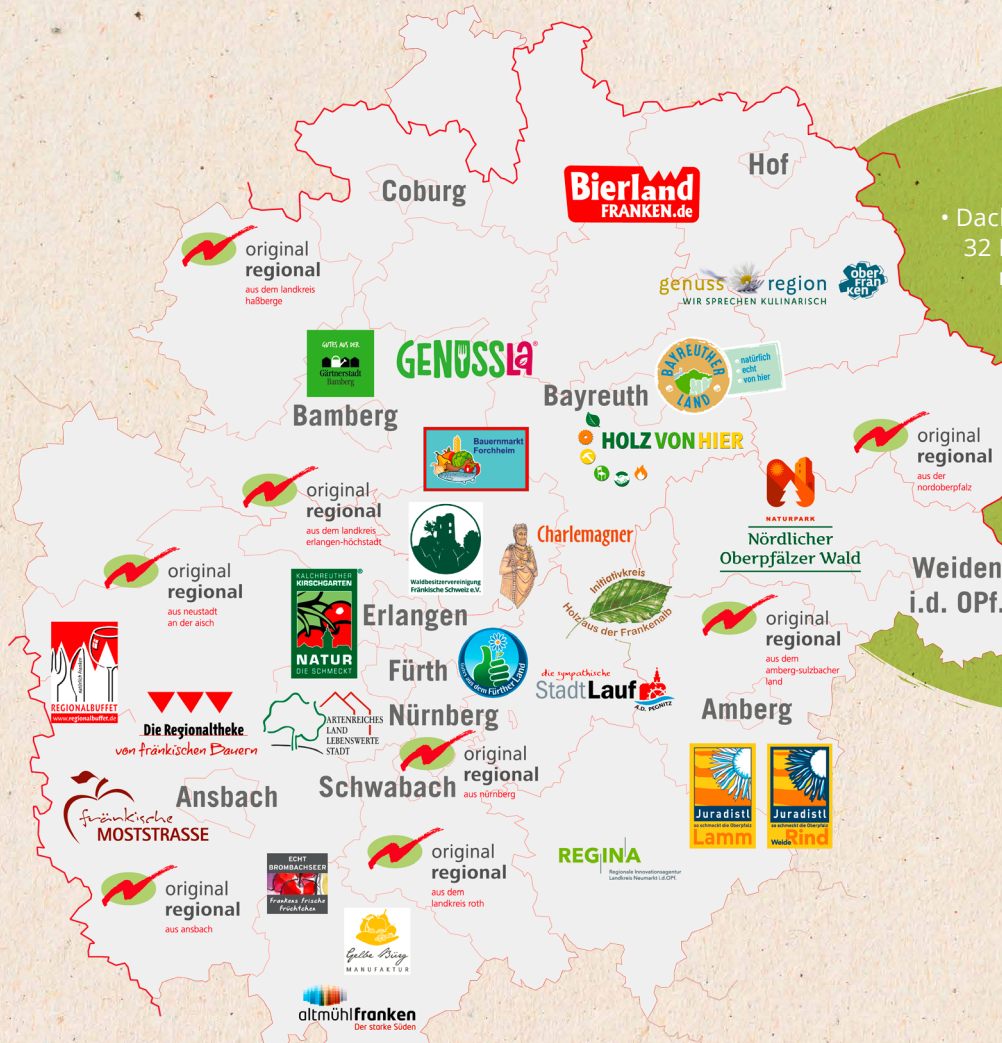 Hof
Coburg
Bierland
FRANKEN.de
• Dach
32
original
regional
aus dem landkreis
haßberge
genuss region
WIR SPRECHEN KULINARISCH
ober
frän
ken
GUTES AUS DER
Gärtnerstadt
Bamberg
GENUSSLA®
BAYREUTHER
LAND
natürlich
echt
von hier
Bayreuth
Bamberg
HOLZ VON HIER
Bauernmarkt
Forchheim
original
regional
aus der
nordoberpfalz
original
regional
aus dem landkreis
erlangen-höchstadt
NATURPARK
Nördlicher
Oberpfälzer Wald
Waldbesitzervereinigung
Fränkische Schweiz e.V.
Charlemagner
original
regional
aus neustadt
an der aisch
KALCHREUTHER
KIRSCHGARTEN
NATUR
DIE SCHMECKT
Erlangen
Initiativkreis
Holz aus der Frankenalb
Weiden
i.d. OPf.
original
regional
aus dem
amberg-sulzbacher
land
REGIONALBUFFET
www.regionalbuffet.de
Fürth
Gutes aus dem Fürther Land
die sympathische
Stadt Lauf
A.D. PEGNITZ
Die Regionaltheke
von fränkischen Bauern
ARTENREICHES
LAND
LEBENSWERTE
STADT
Nürnberg
Amberg
original
regional
aus nürnberg
Schwabach
Ansbach
fränkische
MOSTSTRASSE
Juradistl
so schmeckt die Oberpfalz
Lamm
Juradistl
so schmeckt die Oberpfalz
Weide Rind
original
regional
aus dem
landkreis roth
REGINA
Regionale Innovationsagentur
Landkreis Neumarkt i.d.OPf.
ECHT
BROMBACHSEER
frankens frische
früchtchen
original
regional
aus ansbach
Gelbe Bürg
MANUFAKTUR
altmühlfranken
Der starke Süden